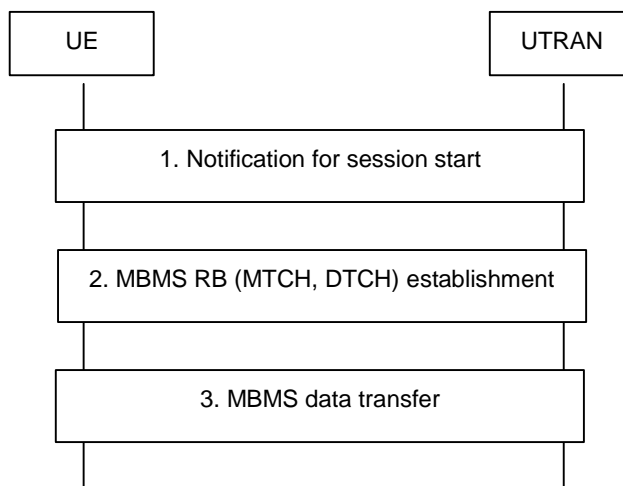 UE
UTRAN
1. Notification for session start
2. MBMS RB (MTCH, DTCH) establishment
3. MBMS data transfer